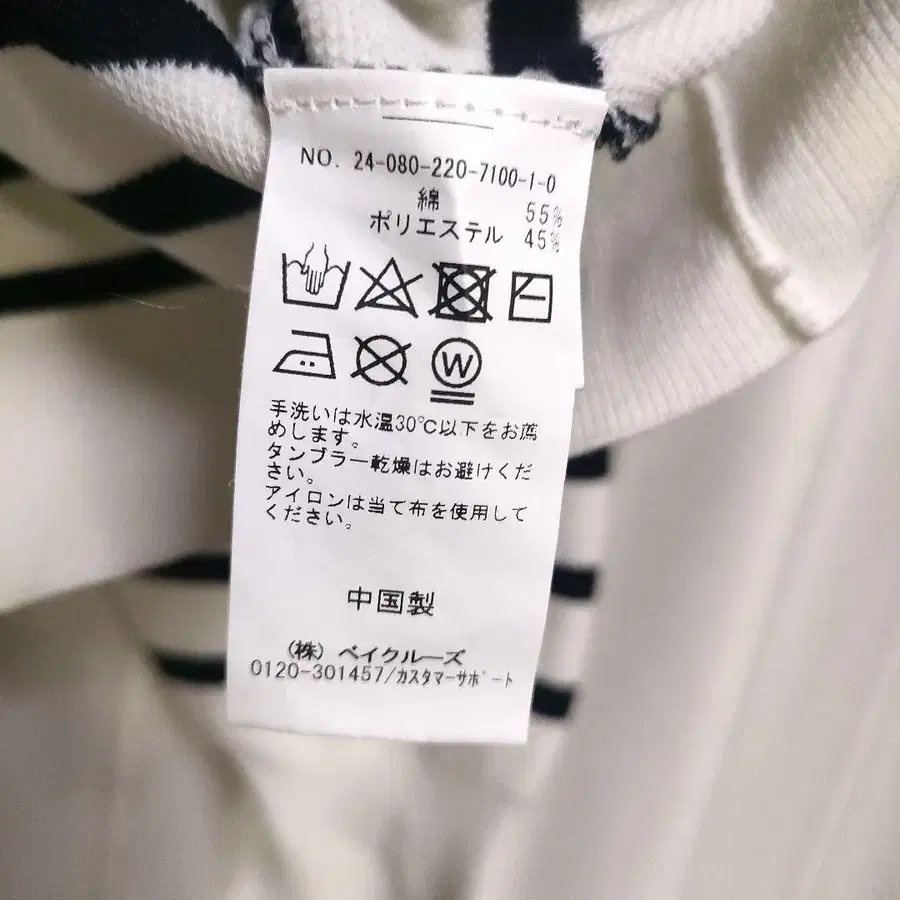 NO. 24-080-220-7100-1-0
綿 55%
ポリエステル 45%
W
手洗いは水温30℃以下をお薦
めします。
タンブラー乾燥はお避けくだ
さい。
アイロンは当て布を使用して
ください。
中国製
(株) ベイクルーズ
0120-301457/カスタマーサポート